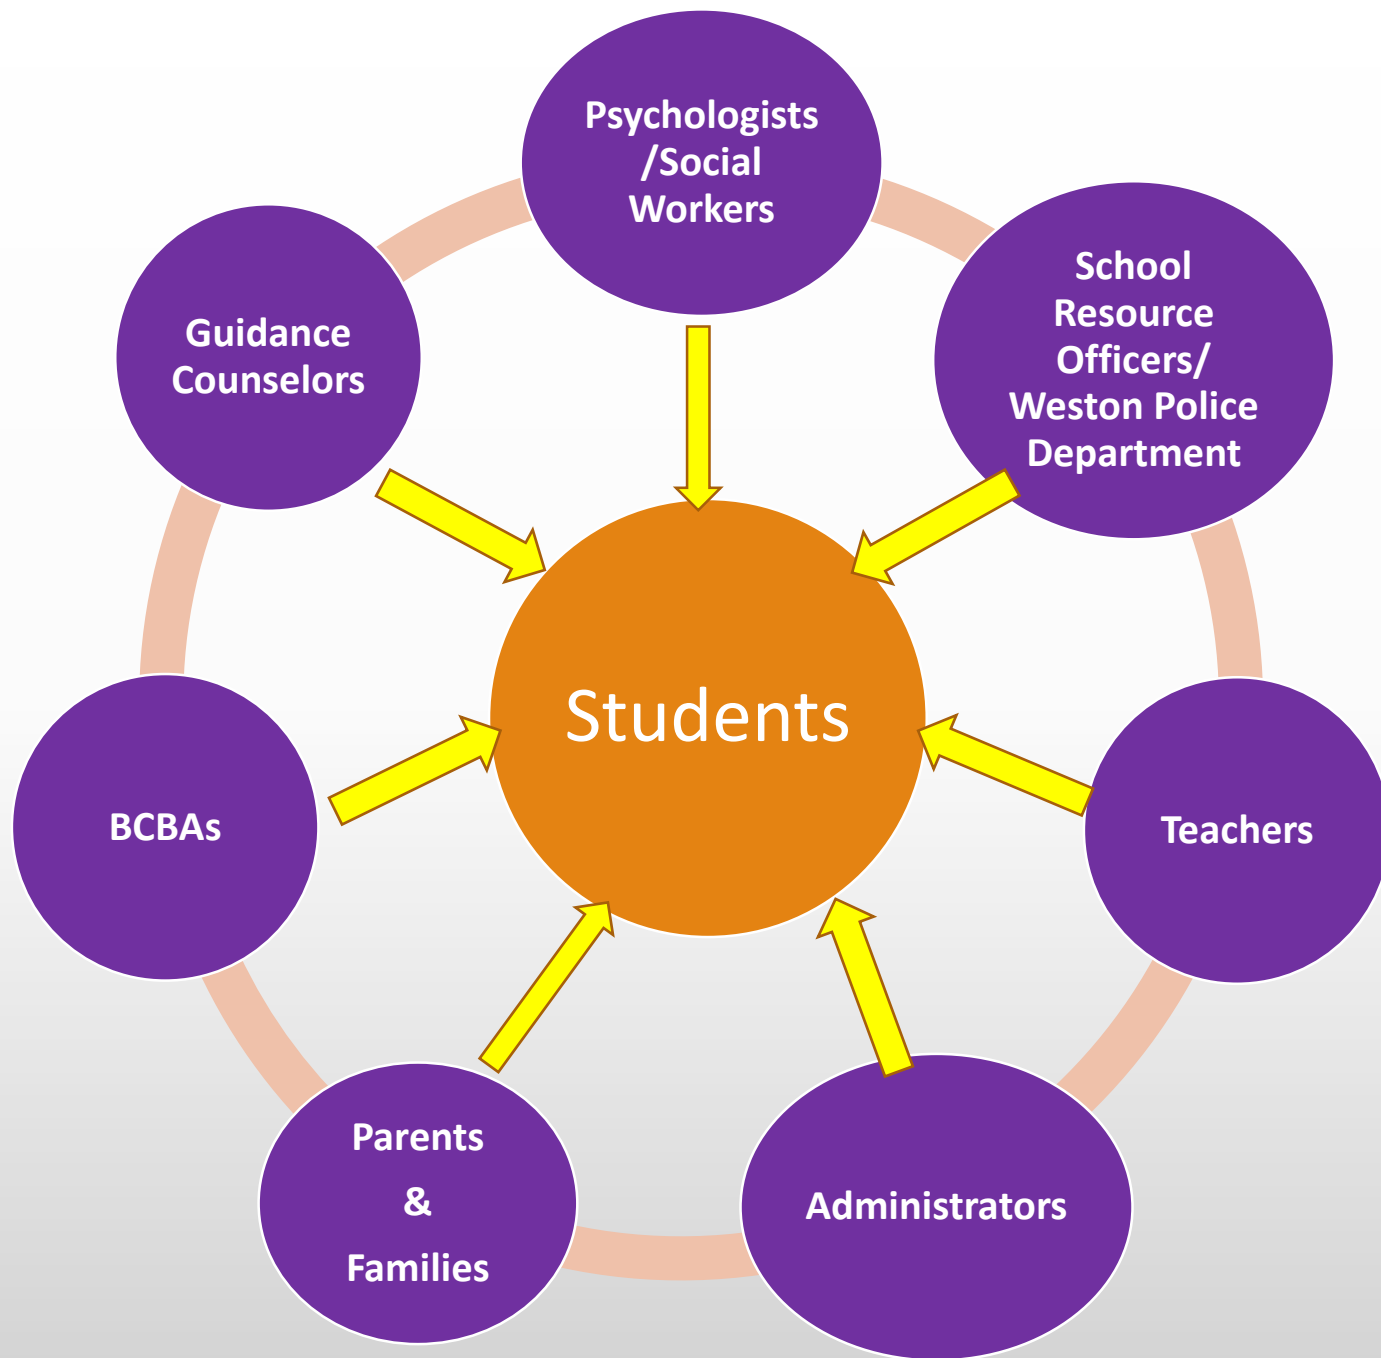 Psychologists
/Social
Workers
School
Resource
Officers/
Weston Police
Department
Guidance
Counselors
Students
BCBAs
Teachers
Parents
&
Families
Administrators